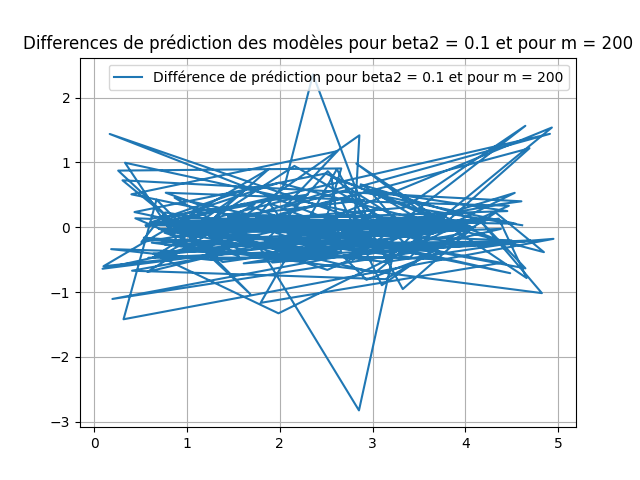 Differences de prédiction des modèles pour beta2 = 0.1 et pour m = 200
Différence de prédiction pour beta2 = 0.1 et pour m = 200
2
1
0
−1
−2
−3
0 1 2 3 4 5